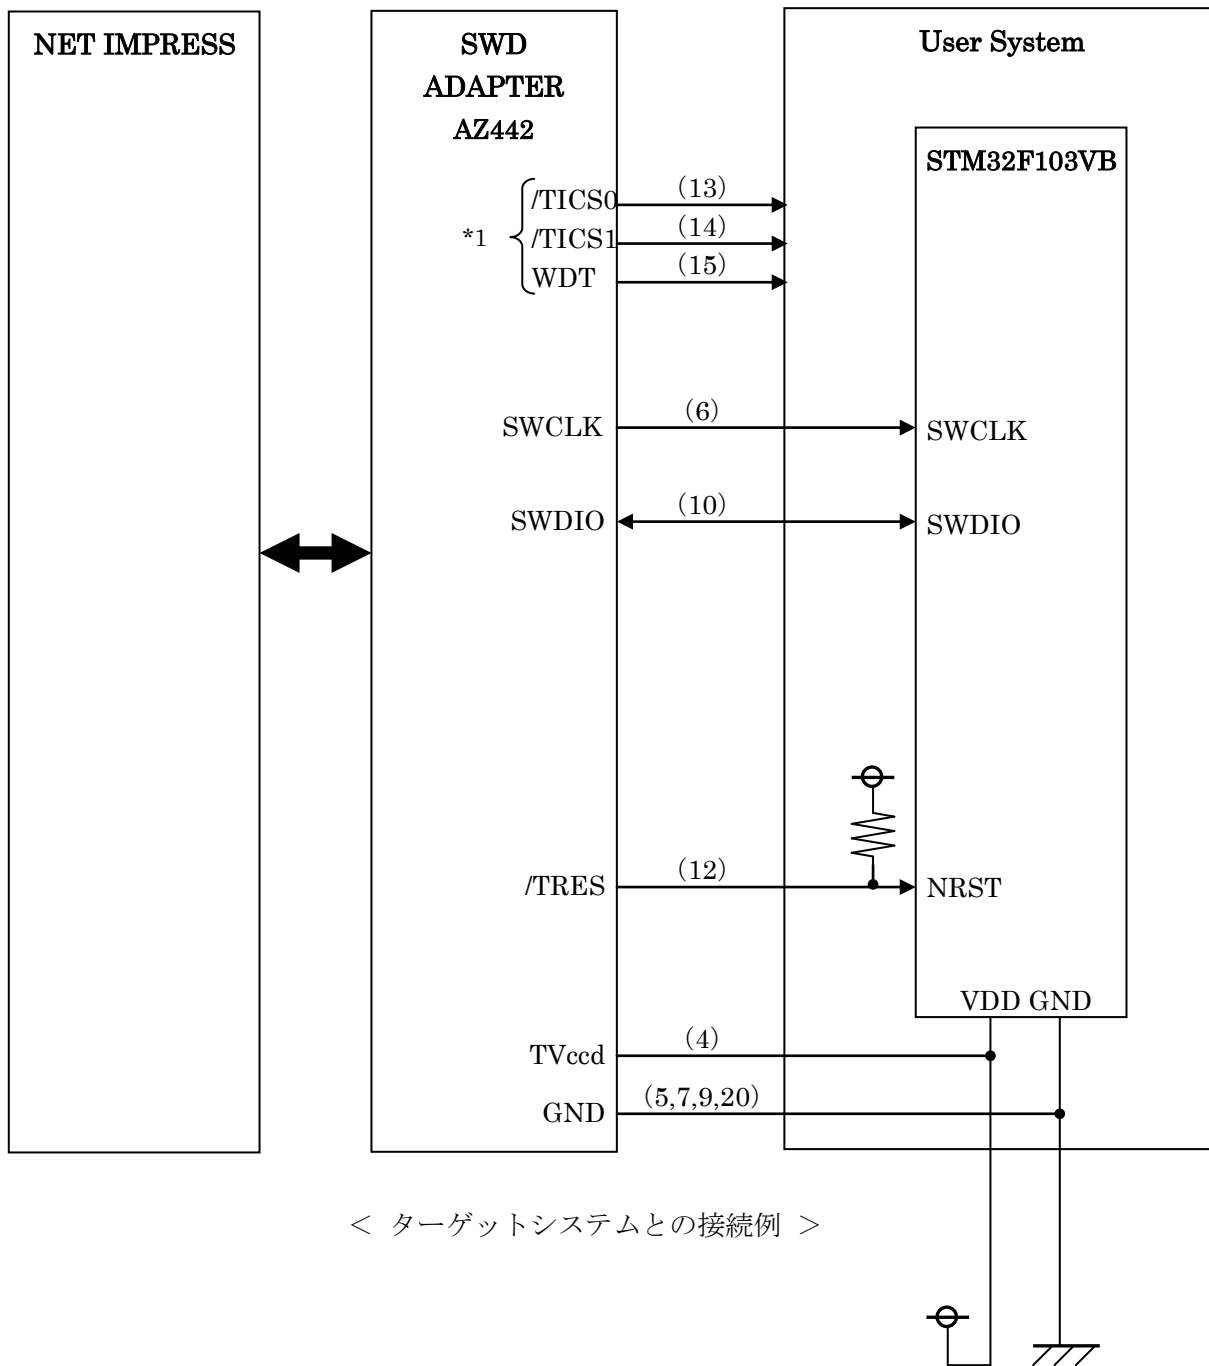 NET IMPRESS
SWD
ADAPTER
AZ442
User System
STM32F103VB
*1
/TICS0
(13)
/TICS1
(14)
WDT
(15)
SWCLK
(6)
SWCLK
SWDIO
(10)
SWDIO
/TRES
(12)
NRST
VDD GND
TVccd
(4)
GND
(5,7,9,20)
< ターゲットシステムとの接続例 >